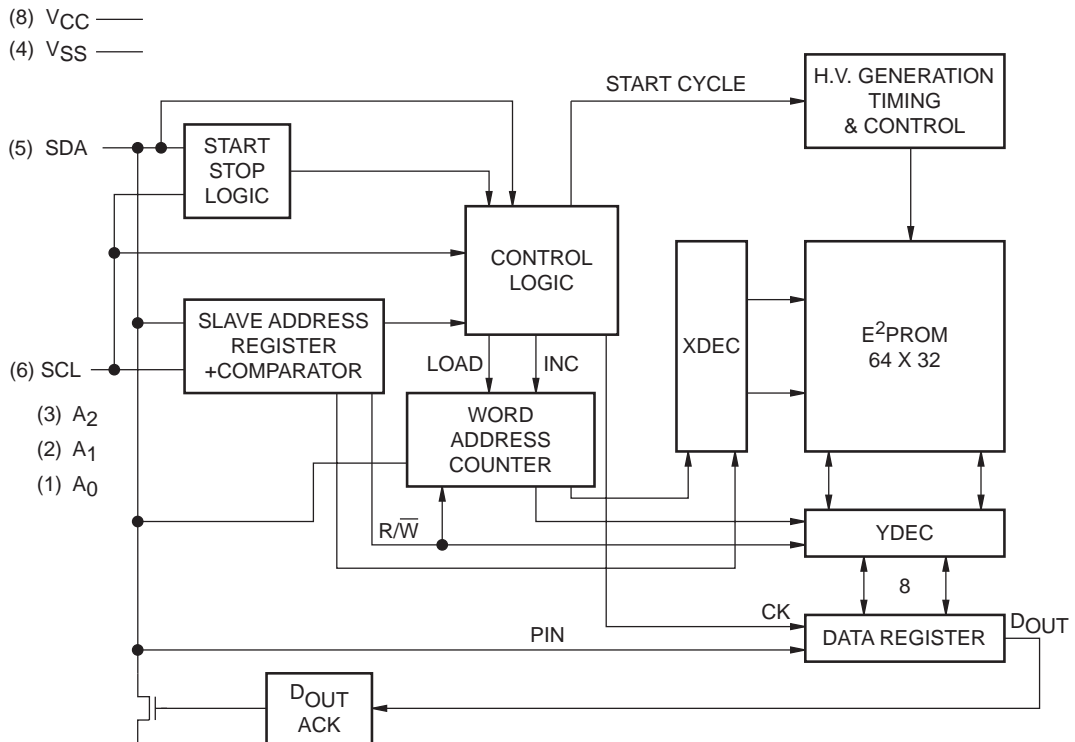 (8) VCC
(4) VSS
START CYCLE
H.V. GENERATION
TIMING
& CONTROL
(5) SDA
START
STOP
LOGIC
CONTROL
LOGIC
SLAVE ADDRESS
REGISTER
+COMPARATOR
XDEC
E²PROM
64 X 32
(6) SCL
LOAD
INC
(3) A2
(2) A1
(1) A0
WORD
ADDRESS
COUNTER
R/W̅
YDEC
8
CK
PIN
DATA REGISTER
DOUT
DOUT
ACK